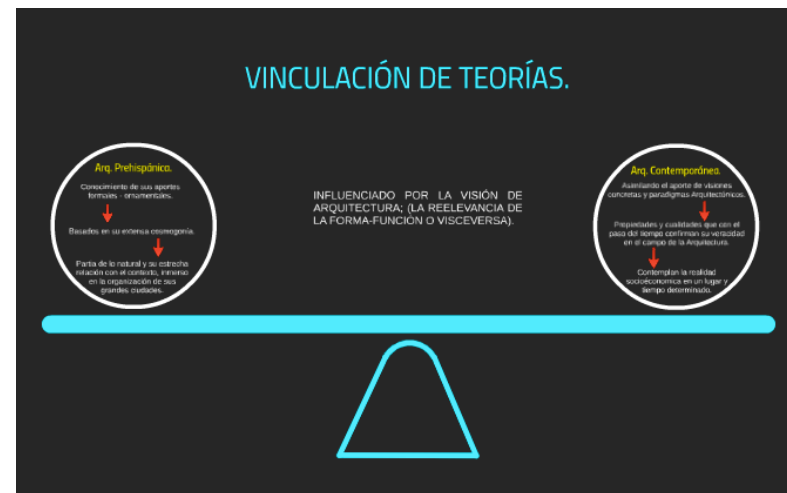 VINCULACIÓN DE TEORÍAS.
Arq. Prehispánica.
Conocimiento de sus aportes
formales - ornamentales.
Basados en su extensa cosmogonía.
Partia de lo natural y su estrecha
relación con el contexto, inmerso
en la organización de sus
grandes ciudades.
INFLUENCIADO POR LA VISIÓN DE
ARQUITECTURA; (LA REELEVANCIA DE
LA FORMA-FUNCIÓN O VISCEVERSA).
Arq. Contemporánea.
Asentando el aporte de visiones
concretas y paradigmas Arquitectónicos.
Propiedades y cualidades que con el
paso del tiempo confirman su veracidad
en el campo de la Arquitectura.
Contemplan la realidad
socioéconomica en un lugar y
tiempo determinado.